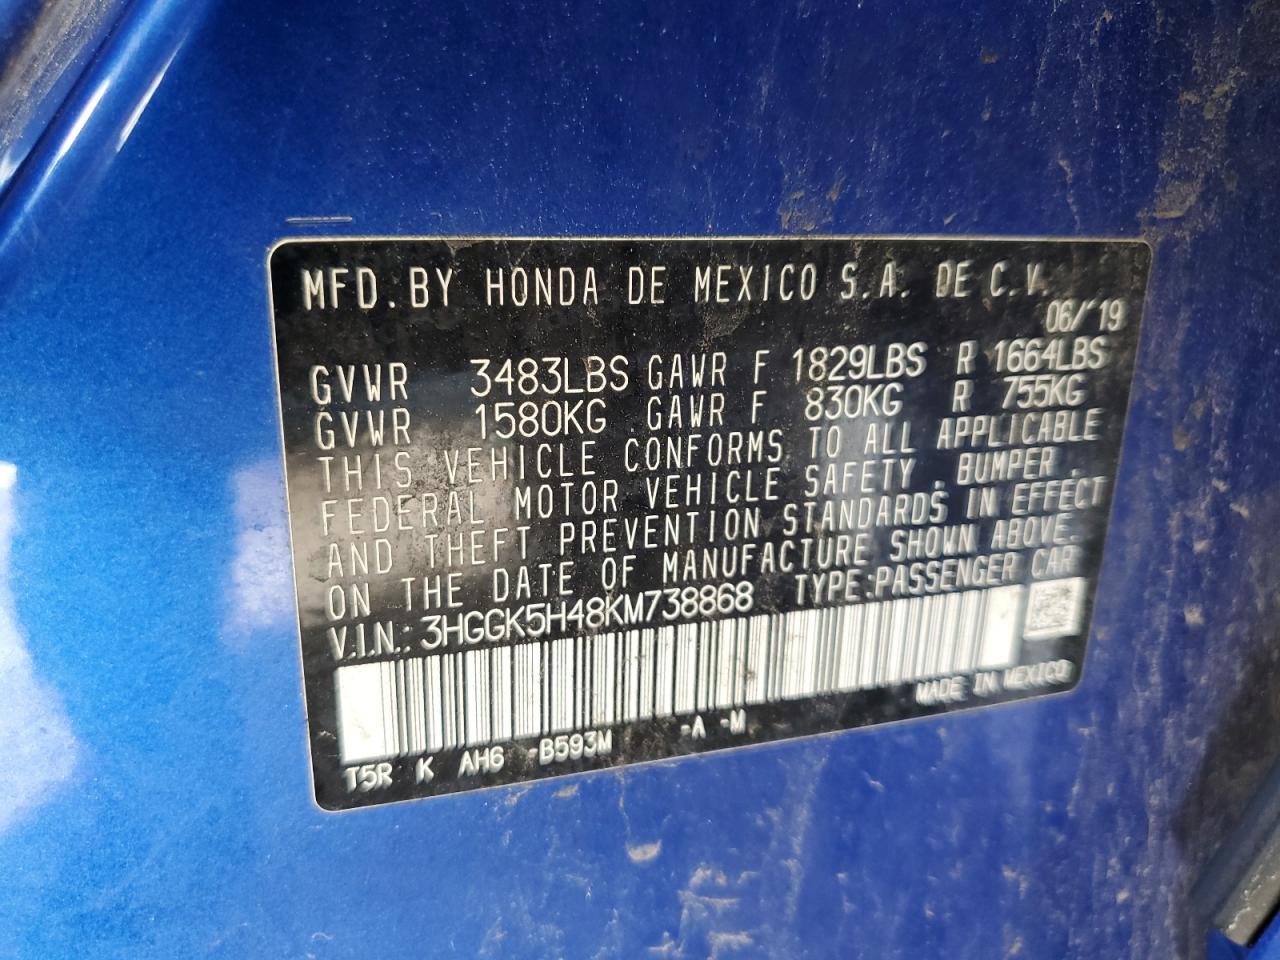 MFD.BY HONDA DE MEXICO S.A. DE C.V.
06/'19
GVWR 3483LBS GAWR F 1829LBS R 1664LBS
GVWR 1580KG GAWR F 830KG R 755KG
THIS VEHICLE CONFORMS TO ALL APPLICABLE
FEDERAL MOTOR VEHICLE SAFETY, BUMPER,
AND THEFT PREVENTION STANDARDS IN EFFECT
ON THE DATE OF MANUFACTURE SHOWN ABOVE.
V.I.N.: 3HGGK5H48KM738868 TYPE:PASSENGER CAR
MADE IN MEXICO
T5R K AH6 -B593M -A -M